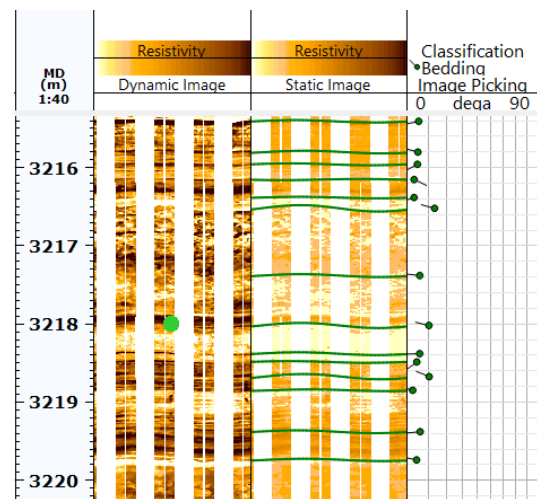 Resistivity
Resistivity
Classification
Bedding
MD
(m)
1:40
Dynamic Image
Static Image
Image Picking
0 dega 90
3216
3217
3218
3219
3220